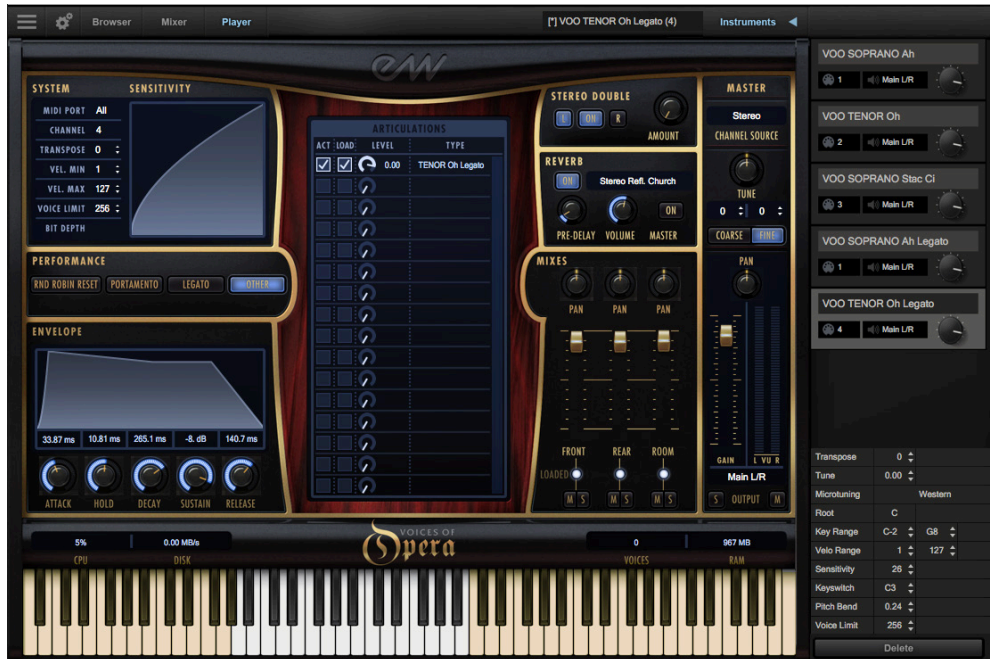 Browser Mixer Player [*] VOO TENOR Oh Legato (4) Instruments
EW
SYSTEM SENSITIVITY
MIDI PORT All
CHANNEL 4
TRANSPOSE 0
VEL. MIN 1
VEL. MAX 127
VOICE LIMIT 256
BIT DEPTH
PERFORMANCE
RND ROBIN RESET PORTAMENTO LEGATO OTHER
ENVELOPE
33.87 ms 10.81 ms 265.1 ms -8. dB 140.7 ms
ATTACK HOLD DECAY SUSTAIN RELEASE
ARTICULATIONS
ACT LOAD LEVEL TYPE
0.00 TENOR Oh Legato
STEREO DOUBLE
L ON R
AMOUNT
REVERB
ON Stereo Refl. Church
ON
PRE-DELAY VOLUME MASTER
MIXES
PAN PAN PAN
FRONT REAR ROOM
LOADED
M S M S M S
MASTER
Stereo
CHANNEL SOURCE
TUNE
0 0
COARSE FINE
PAN
GAIN L VU R
Main L/R
S OUTPUT M
5% 0.00 MB/s
CPU DISK
VOICES OF
Opera
0 967 MB
VOICES RAM
VOO SOPRANO Ah
1 Main L/R
VOO TENOR Oh
2 Main L/R
VOO SOPRANO Stac Ci
3 Main L/R
VOO SOPRANO Ah Legato
1 Main L/R
VOO TENOR Oh Legato
4 Main L/R
Transpose 0
Tune 0.00
Microtuning Western
Root C
Key Range C-2 G8
Velo Range 1 127
Sensitivity 26
Keyswitch C3
Pitch Bend 0.24
Voice Limit 256
Delete